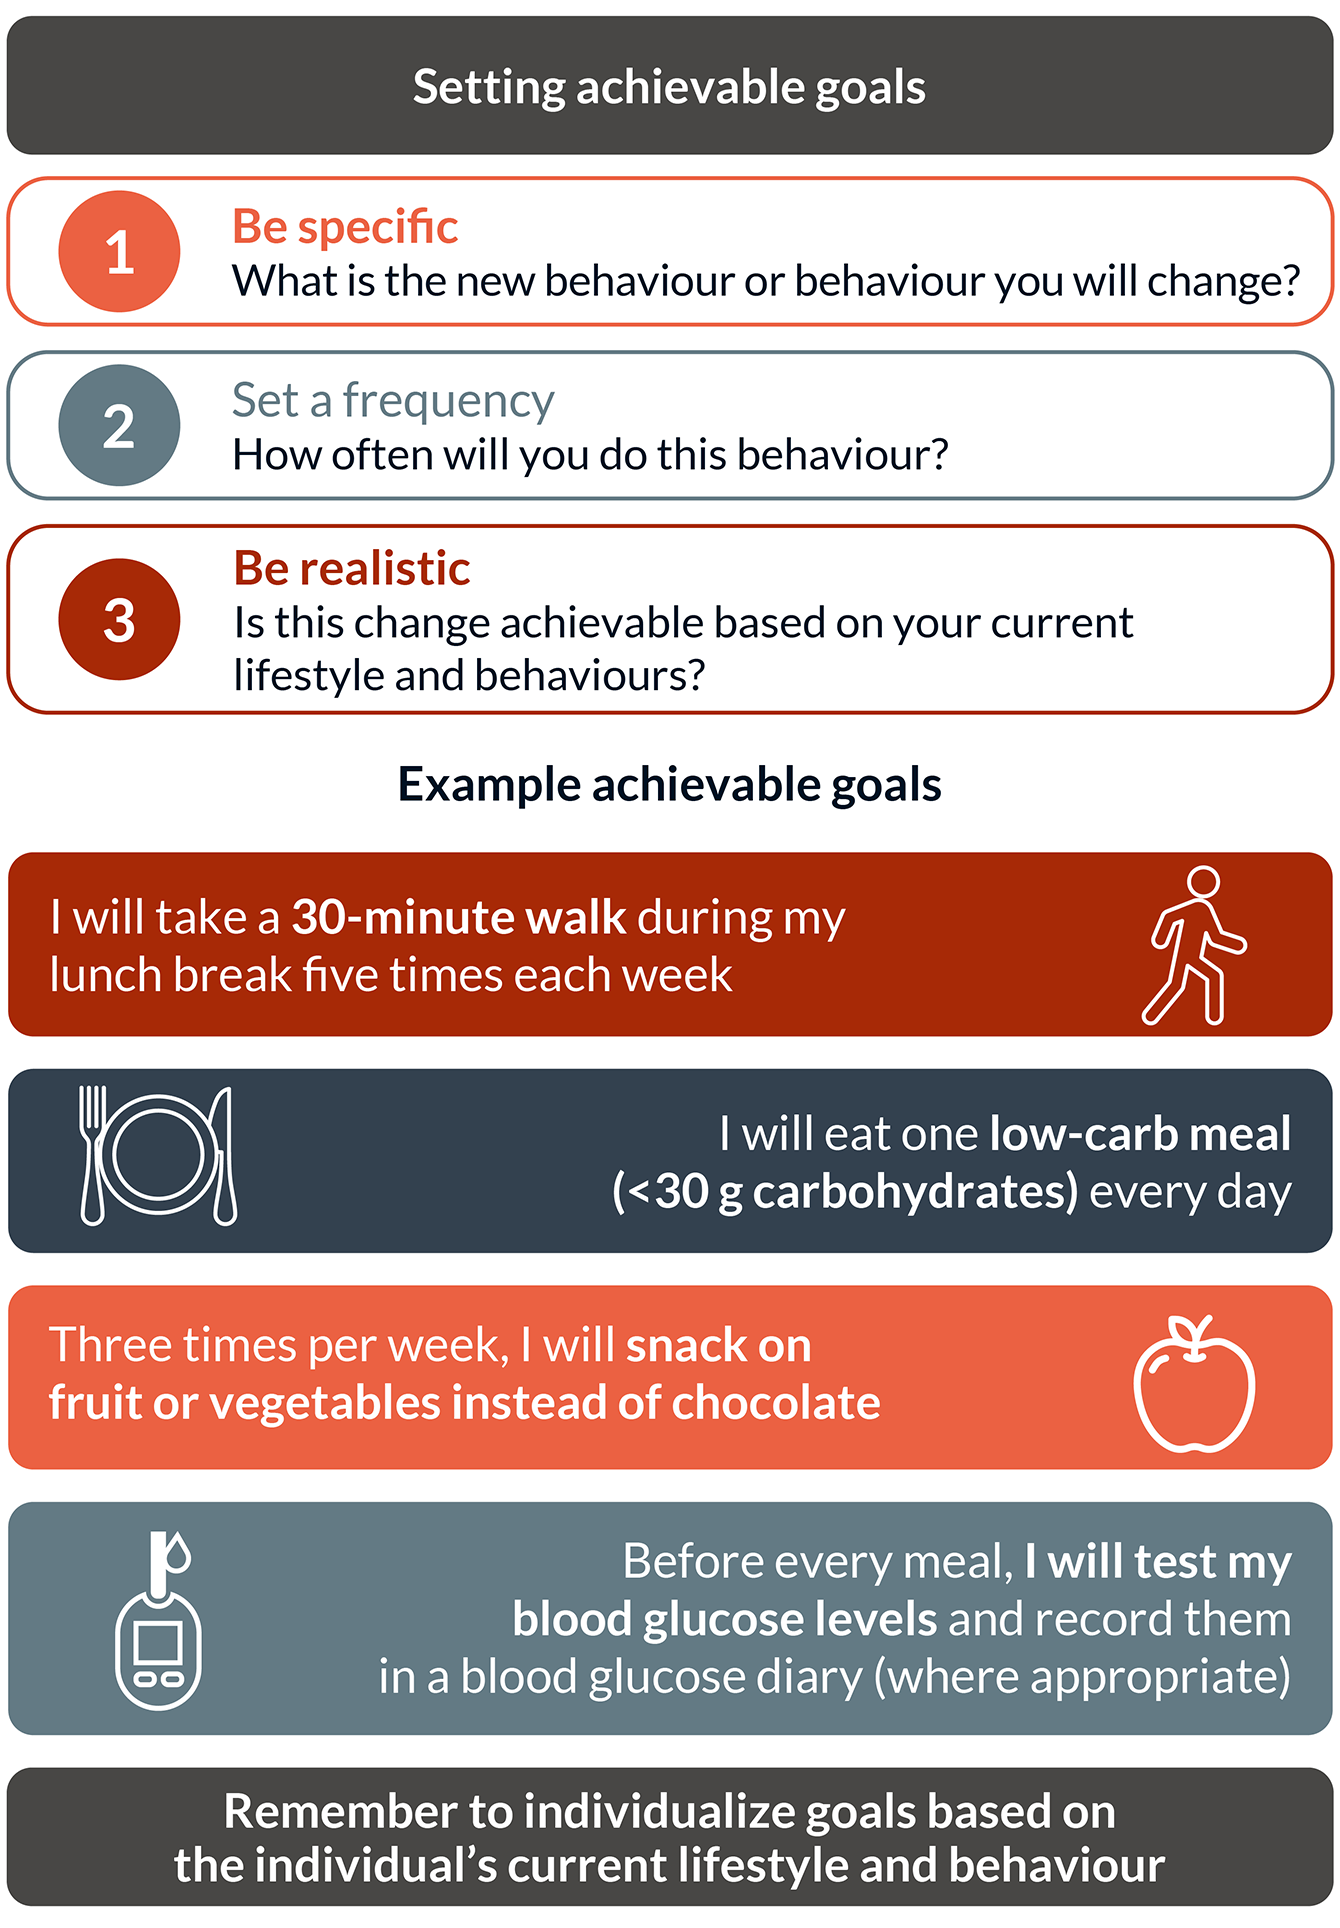 Setting achievable goals
1
Be specific
What is the new behaviour or behaviour you will change?
2
Set a frequency
How often will you do this behaviour?
3
Be realistic
Is this change achievable based on your current
lifestyle and behaviours?
Example achievable goals
I will take a 30-minute walk during my
lunch break five times each week
I will eat one low-carb meal
(<30 g carbohydrates) every day
Three times per week, I will snack on
fruit or vegetables instead of chocolate
Before every meal, I will test my
blood glucose levels and record them
in a blood glucose diary (where appropriate)
Remember to individualize goals based on
the individual’s current lifestyle and behaviour